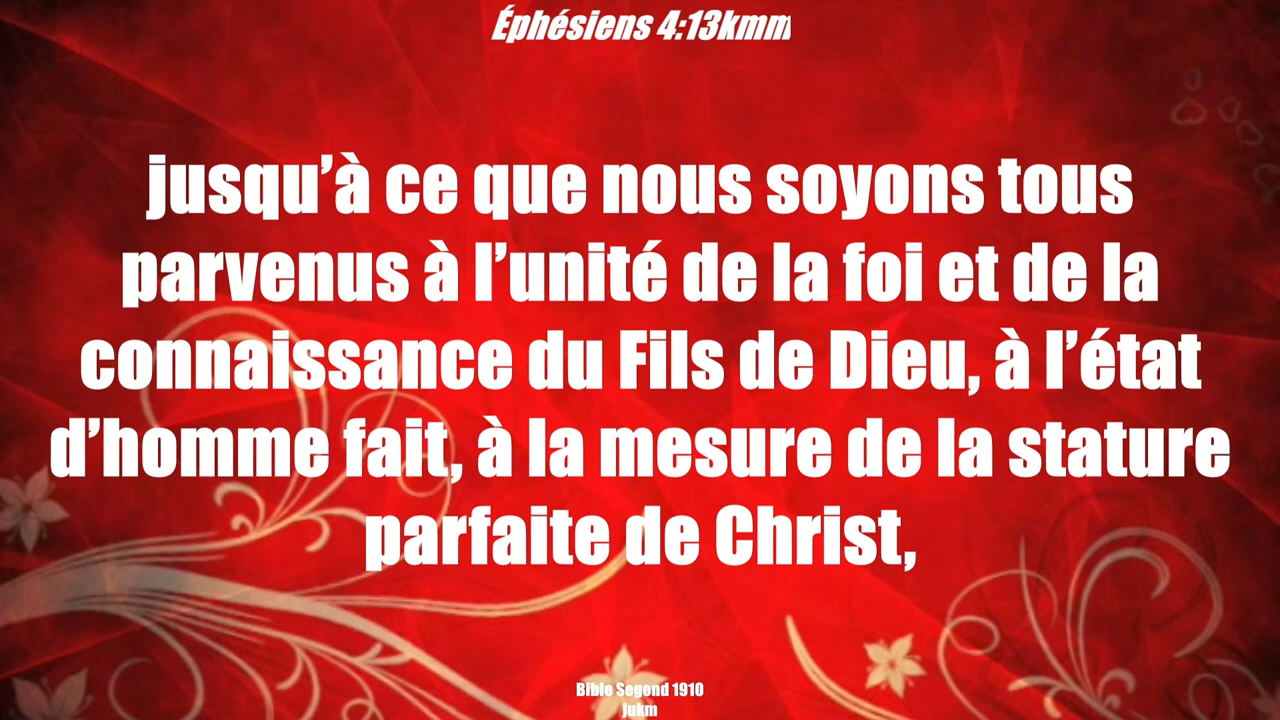 Éphésiens 4:13kmm
jusqu’à ce que nous soyons tous
parvenus à l’unité de la foi et de la
connaissance du Fils de Dieu, à l’état
d’homme fait, à la mesure de la stature
parfaite de Christ,
Bible Segond 1910
jukm